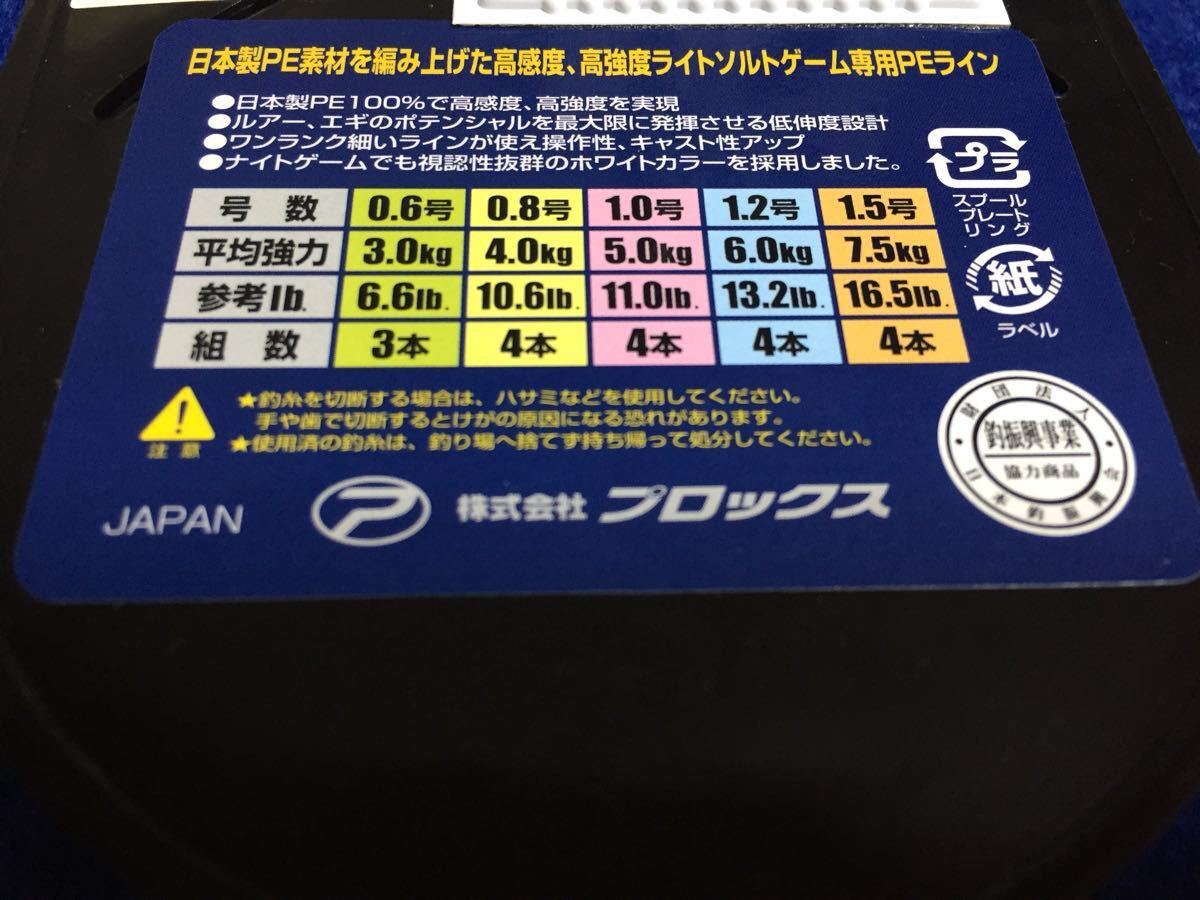 日本製PE素材を編み上げた高感度、高強度ライトソルトゲーム専用PEライン
●日本製PE100%で高感度、高強度を実現
●ルアー、エギのポテンシャルを最大限に発揮させる低伸度設計
●ワンランク細いラインが使え操作性、キャスト性アップ
●ナイトゲームでも視認性抜群のホワイトカラーを採用しました。
プラ
スプール
プレート
リング
紙
ラベル
号数 0.6号 0.8号 1.0号 1.2号 1.5号
平均強力 3.0kg 4.0kg 5.0kg 6.0kg 7.5kg
参考lb. 6.6lb. 10.6lb. 11.0lb. 13.2lb. 16.5lb.
組数 3本 4本 4本 4本 4本
注意
★釣糸を切断する場合は、ハサミなどを使用してください。
手や歯で切断するとけがの原因になる恐れがあります。
★使用済の釣糸は、釣り場へ捨てず持ち帰って処分してください。
財団法人
釣振興事業
協力商品
日本釣振興会
JAPAN
株式会社 プロックス